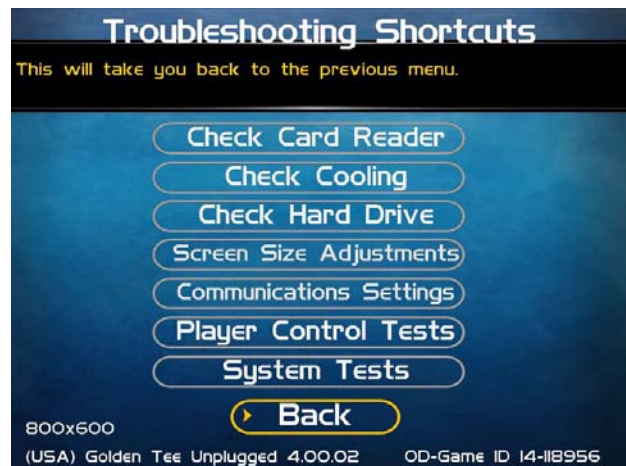 Troubleshooting Shortcuts
This will take you back to the previous menu.
Check Card Reader
Check Cooling
Check Hard Drive
Screen Size Adjustments
Communications Settings
Player Control Tests
System Tests
Back
800x600
(USA) Golden Tee Unplugged 4.00.02 OD-Game ID 14-118956